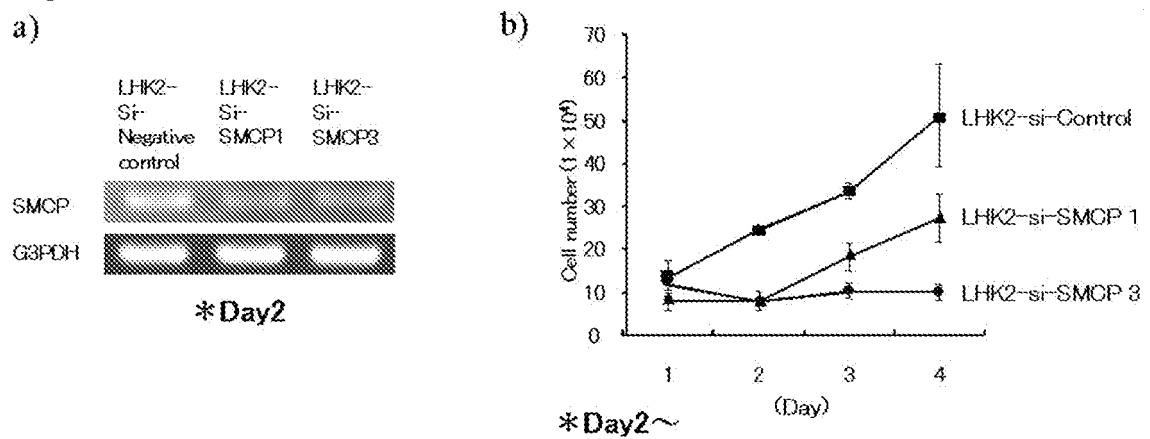 a)
LHK2-
Si-
Negative
control
LHK2-
Si-
SMCP1
LHK2-
Si-
SMCP3
SMCP
G3PDH
*Day2
b)
70
60
50
40
30
20
10
0
Cell number (1×10⁴)
1 2 3 4
(Day)
LHK2-si-Control
LHK2-si-SMCP 1
LHK2-si-SMCP 3
*Day2~